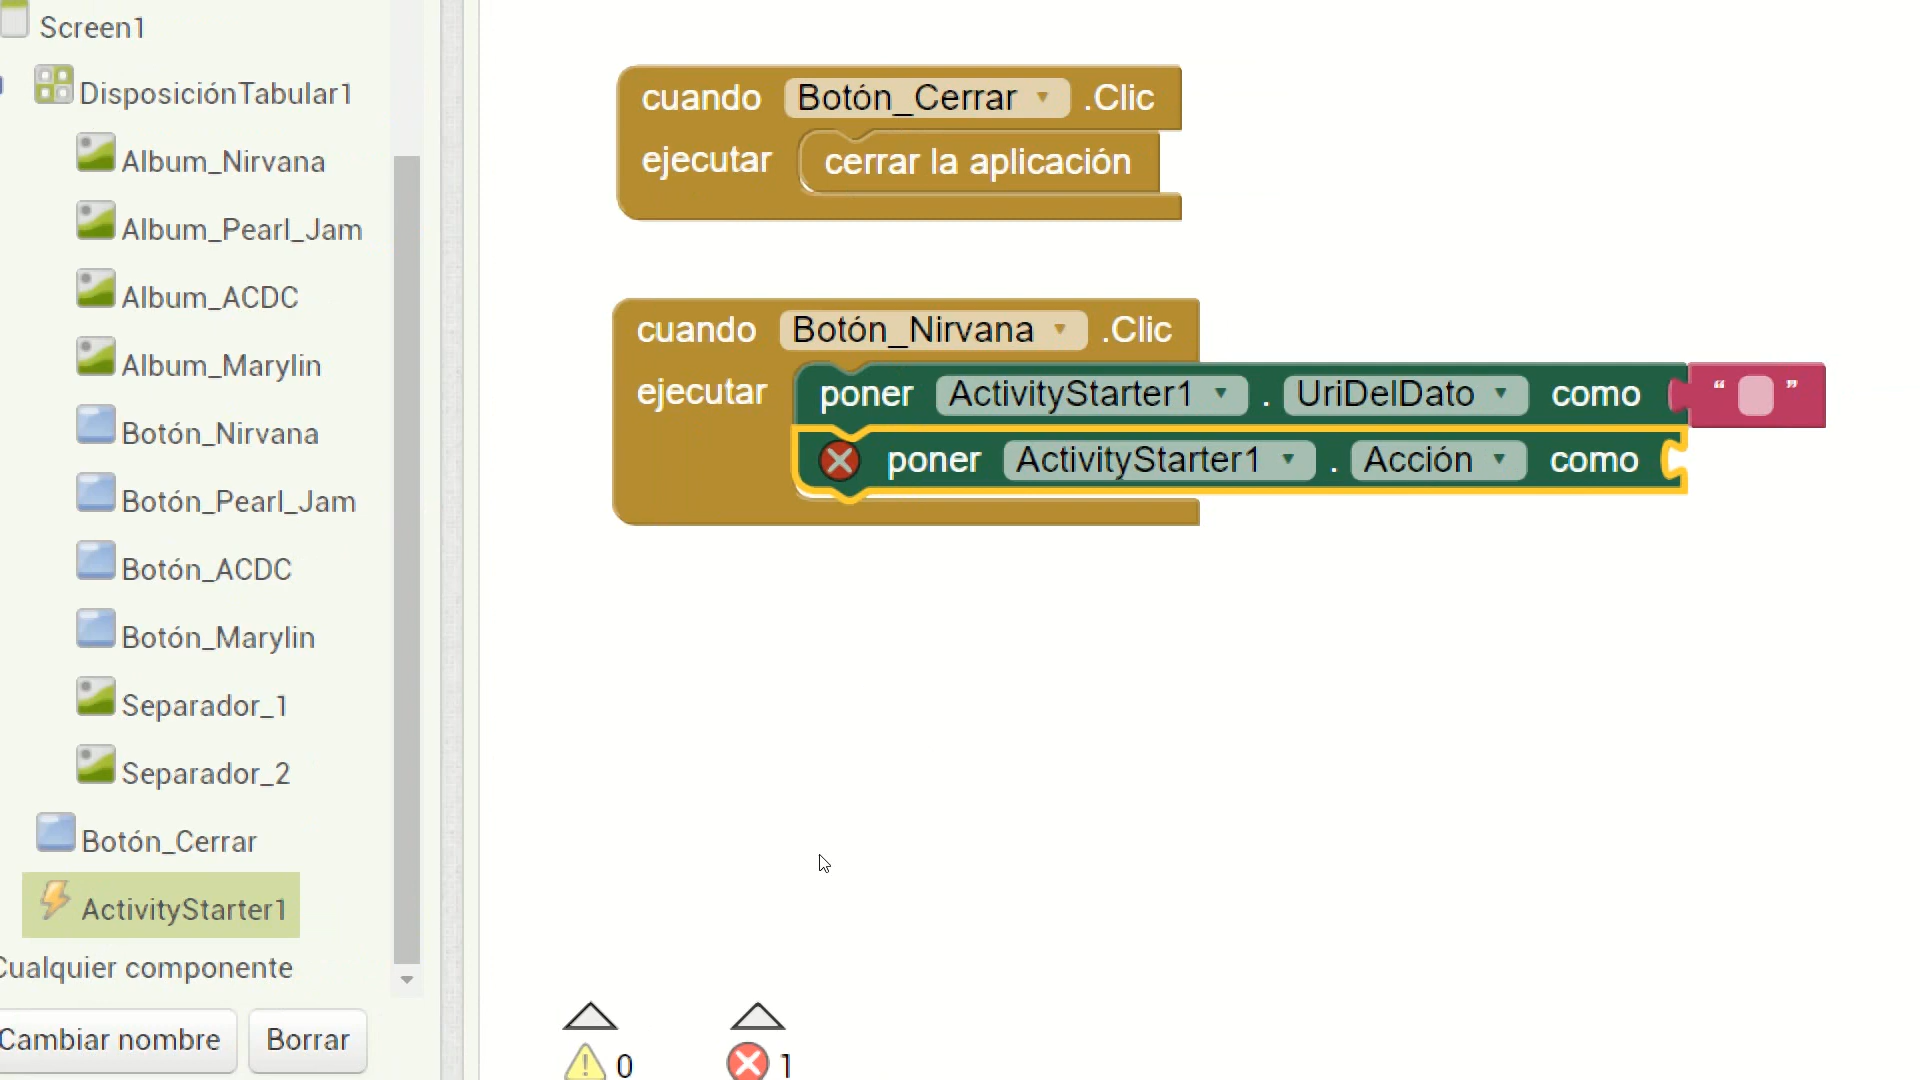 Screen1
DisposiciónTabular1
Album_Nirvana
Album_Pearl_Jam
Album_ACDC
Album_Marylin
Botón_Nirvana
Botón_Pearl_Jam
Botón_ACDC
Botón_Marylin
Separador_1
Separador_2
Botón_Cerrar
ActivityStarter1
Cualquier componente
Cambiar nombre Borrar
cuando Botón_Cerrar .Clic
ejecutar cerrar la aplicación
cuando Botón_Nirvana .Clic
ejecutar poner ActivityStarter1 . UriDelDato como “ ”
poner ActivityStarter1 . Acción como
0 1